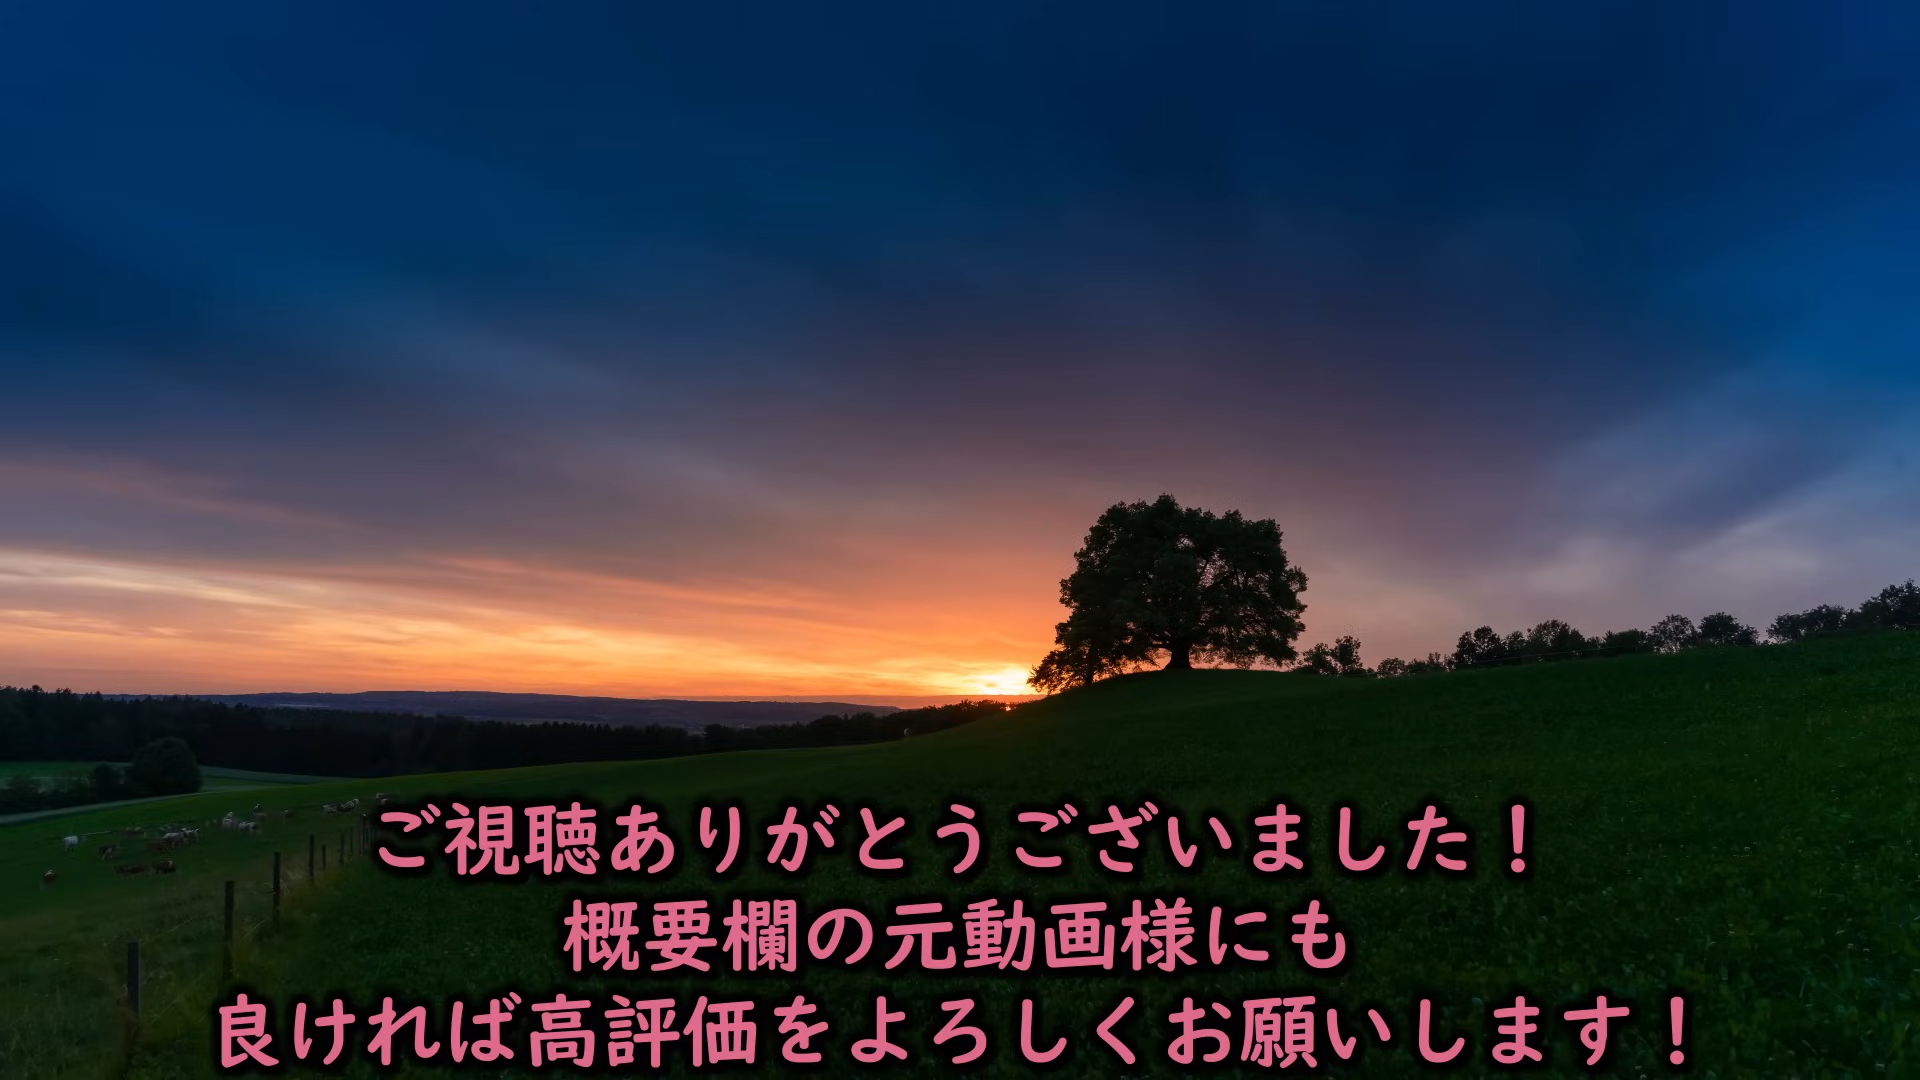 ご視聴ありがとうございました！
概要欄の元動画様にも
良ければ高評価をよろしくお願いします！